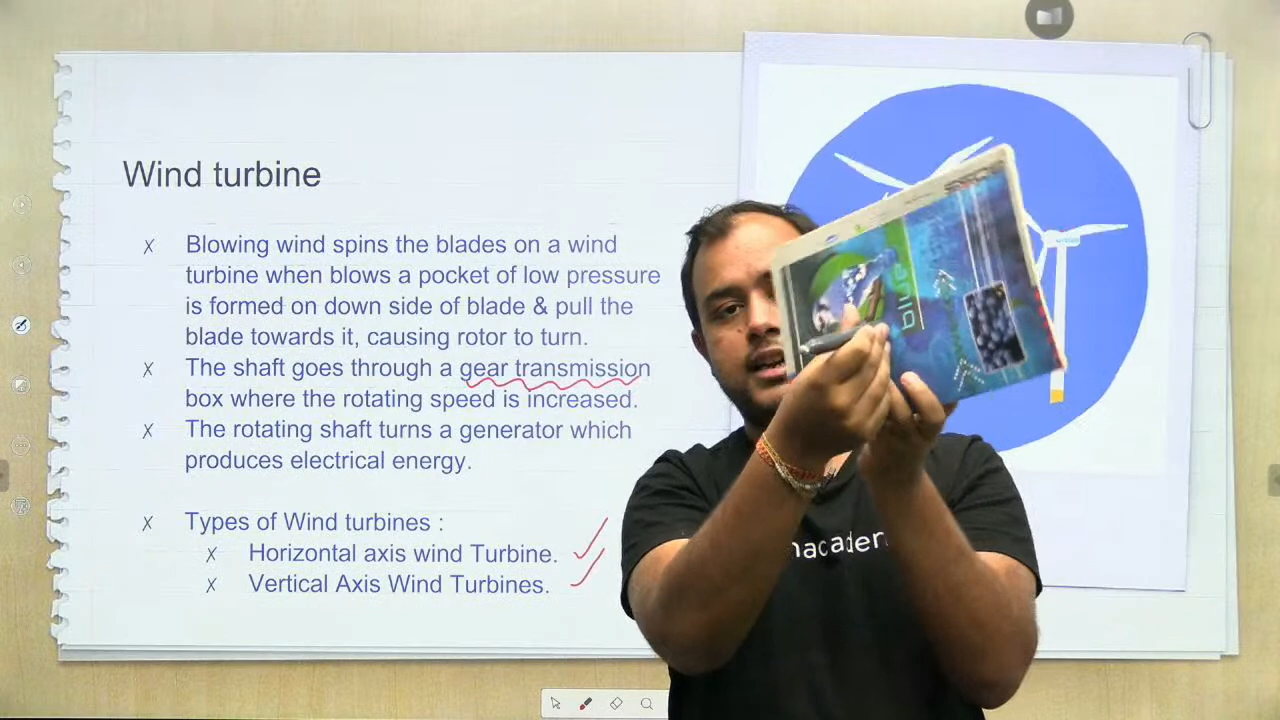 Wind turbine
x Blowing wind spins the blades on a wind
turbine when blows a pocket of low pressure
is formed on down side of blade & pull the
blade towards it, causing rotor to turn.
x The shaft goes through a gear transmission
box where the rotating speed is increased.
x The rotating shaft turns a generator which
produces electrical energy.
x Types of Wind turbines :
x Horizontal axis wind Turbine.
x Vertical Axis Wind Turbines.